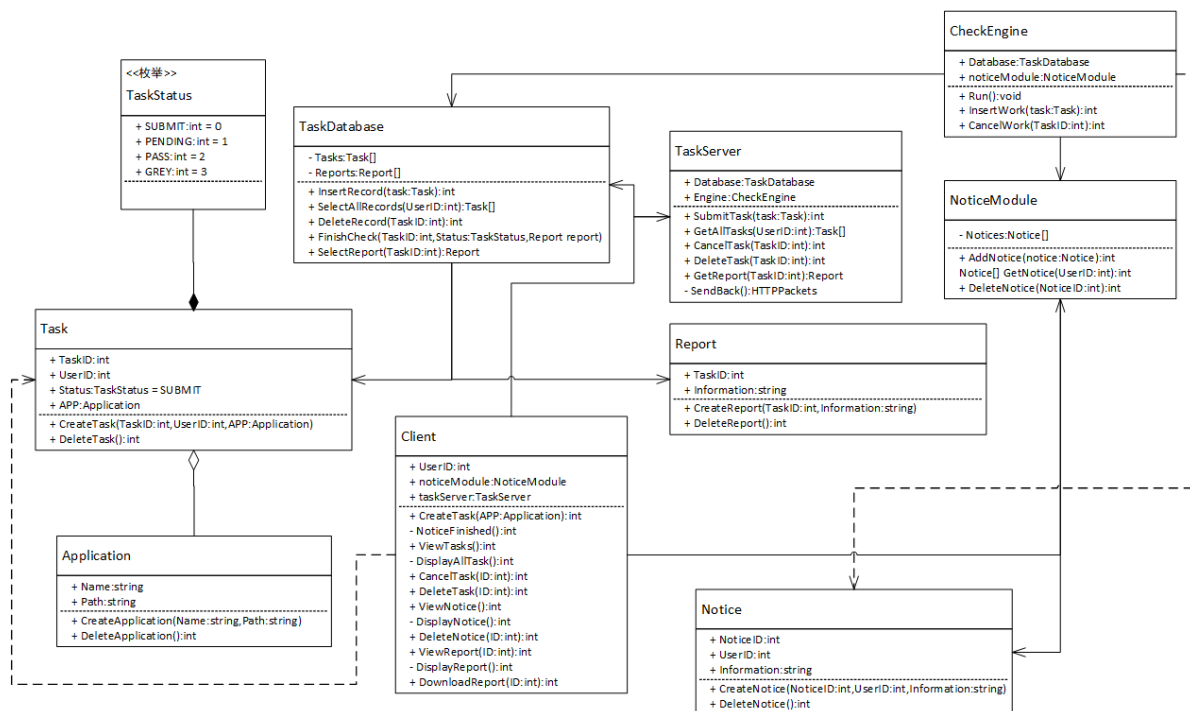 CheckEngine
+ Database:TaskDatabase
+ noticeModule:NoticeModule
+ Run():void
+ InsertWork(task:Task):int
+ CancelWork(TaskID:int):int
<<枚举>>
TaskStatus
+ SUBMIT:int = 0
+ PENDING:int = 1
+ PASS:int = 2
+ GREY:int = 3
TaskDatabase
- Tasks:Task[]
- Reports:Report[]
+ InsertRecord(task:Task):int
+ SelectAllRecords(UserID:int):Task[]
+ DeleteRecord(TaskID:int):int
+ FinishCheck(TaskID:int,Status:TaskStatus,Report report)
+ SelectReport(TaskID:int):Report
TaskServer
+ Database:TaskDatabase
+ Engine:CheckEngine
+ SubmitTask(task:Task):int
+ GetAllTasks(UserID:int):Task[]
+ CancelTask(TaskID:int):int
+ DeleteTask(TaskID:int):int
+ GetReport(TaskID:int):Report
- SendBack():HTTPPackets
NoticeModule
- Notices:Notice[]
+ AddNotice(notice:Notice):int
Notice[] GetNotice(UserID:int):int
+ DeleteNotice(NoticeID:int):int
Task
+ TaskID:int
+ UserID:int
+ Status:TaskStatus = SUBMIT
+ APP:Application
+ CreateTask(TaskID:int,UserID:int,APP:Application)
+ DeleteTask():int
Report
+ TaskID:int
+ Information:string
+ CreateReport(TaskID:int,Information:string)
+ DeleteReport():int
Client
+ UserID:int
+ noticeModule:NoticeModule
+ taskServer:TaskServer
+ CreateTask(APP:Application):int
- NoticeFinished():int
+ ViewTasks():int
- DisplayAllTask():int
+ CancelTask(ID:int):int
+ DeleteTask(ID:int):int
+ ViewNotice():int
- DisplayNotice():int
+ DeleteNotice(ID:int):int
+ ViewReport(ID:int):int
- DisplayReport():int
+ DownloadReport(ID:int):int
Application
+ Name:string
+ Path:string
+ CreateApplication(Name:string,Path:string)
+ DeleteApplication():int
Notice
+ NoticeID:int
+ UserID:int
+ Information:string
+ CreateNotice(NoticeID:int,UserID:int,Information:string)
+ DeleteNotice():int